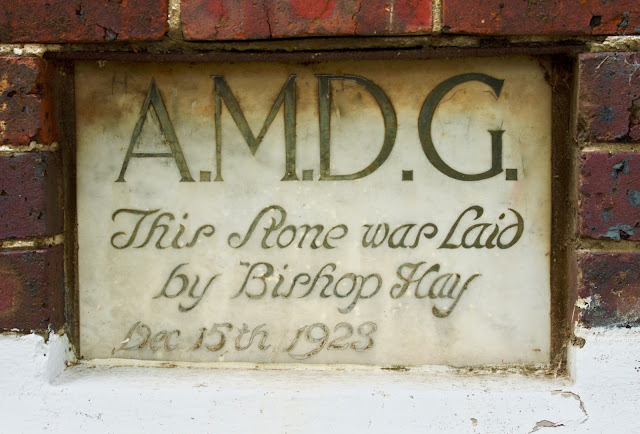 A.M.D.G.
This Stone was Laid
by Bishop Hay
Dec 15th 1923